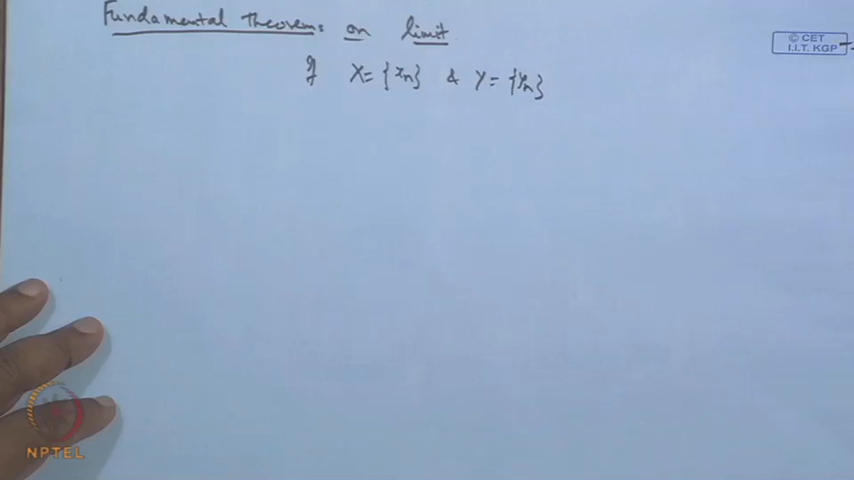 Fundamental Theorems on limit
© CET
I.I.T. KGP
If X = {xn} & Y = {yn}
NPTEL